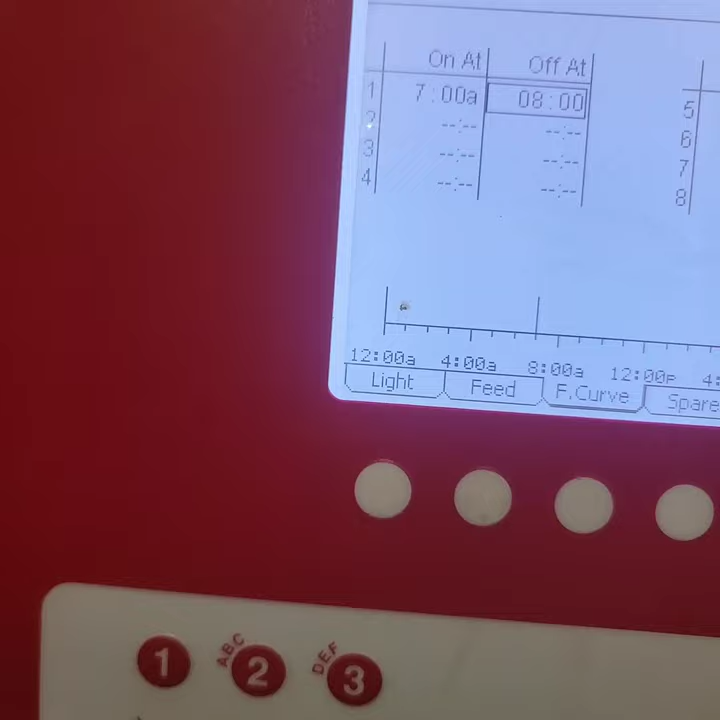 On At Off At
1 7:00a 08:00 5
2 --:-- --:-- 6
3 --:-- --:-- 7
4 --:-- --:-- 8
12:00a 4:00a 8:00a 12:00p 4:
Light Feed F.Curve Spare
1 ABC 2 DEF 3